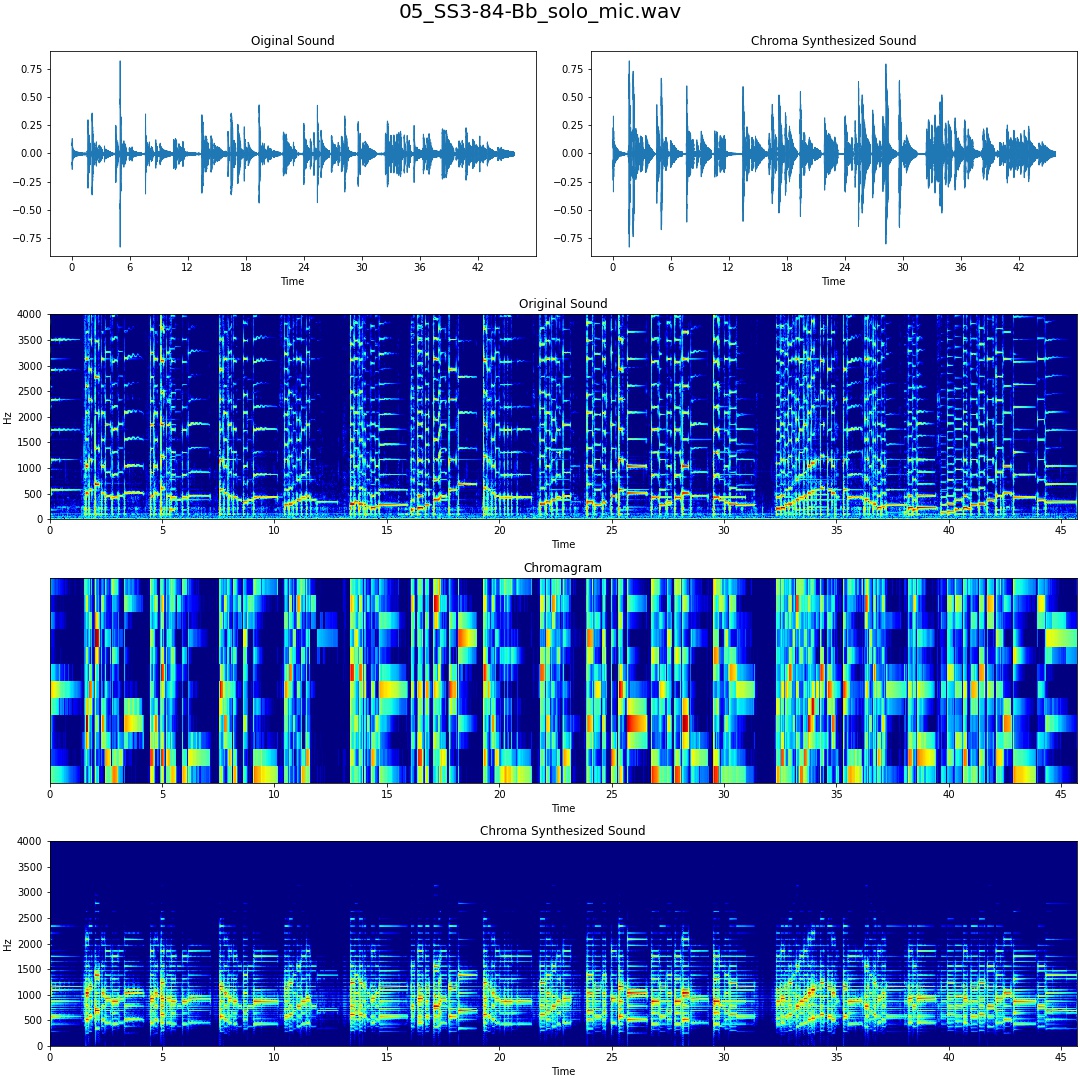 05_SS3-84-Bb_solo_mic.wav
Oiginal Sound
Chroma Synthesized Sound
0.75
0.50
0.25
0.00
−0.25
−0.50
−0.75
0 6 12 18 24 30 36 42
Time
0.75
0.50
0.25
0.00
−0.25
−0.50
−0.75
0 6 12 18 24 30 36 42
Time
Original Sound
4000
3500
3000
2500
2000
1500
1000
500
0
Hz
0 5 10 15 20 25 30 35 40 45
Time
Chromagram
0 5 10 15 20 25 30 35 40 45
Time
Chroma Synthesized Sound
4000
3500
3000
2500
2000
1500
1000
500
0
Hz
0 5 10 15 20 25 30 35 40 45
Time